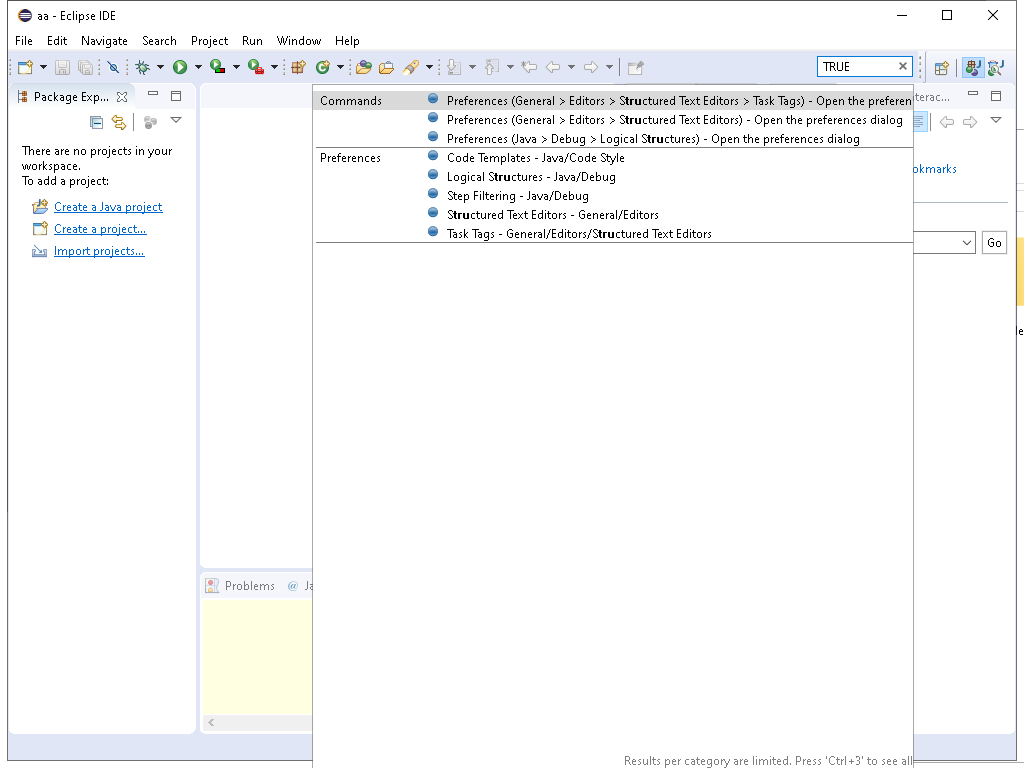 aa - Eclipse IDE
File Edit Navigate Search Project Run Window Help
TRUE
Package Exp...
There are no projects in your
workspace.
To add a project:
Create a Java project
Create a project...
Import projects...
Commands
Preferences (General > Editors > Structured Text Editors > Task Tags) - Open the preferen
Preferences (General > Editors > Structured Text Editors) - Open the preferences dialog
Preferences (Java > Debug > Logical Structures) - Open the preferences dialog
Preferences
Code Templates - Java/Code Style
Logical Structures - Java/Debug
Step Filtering - Java/Debug
Structured Text Editors - General/Editors
Task Tags - General/Editors/Structured Text Editors
Results per category are limited. Press 'Ctrl+3' to see all
terac...
okmarks
Go
Problems @ Ja